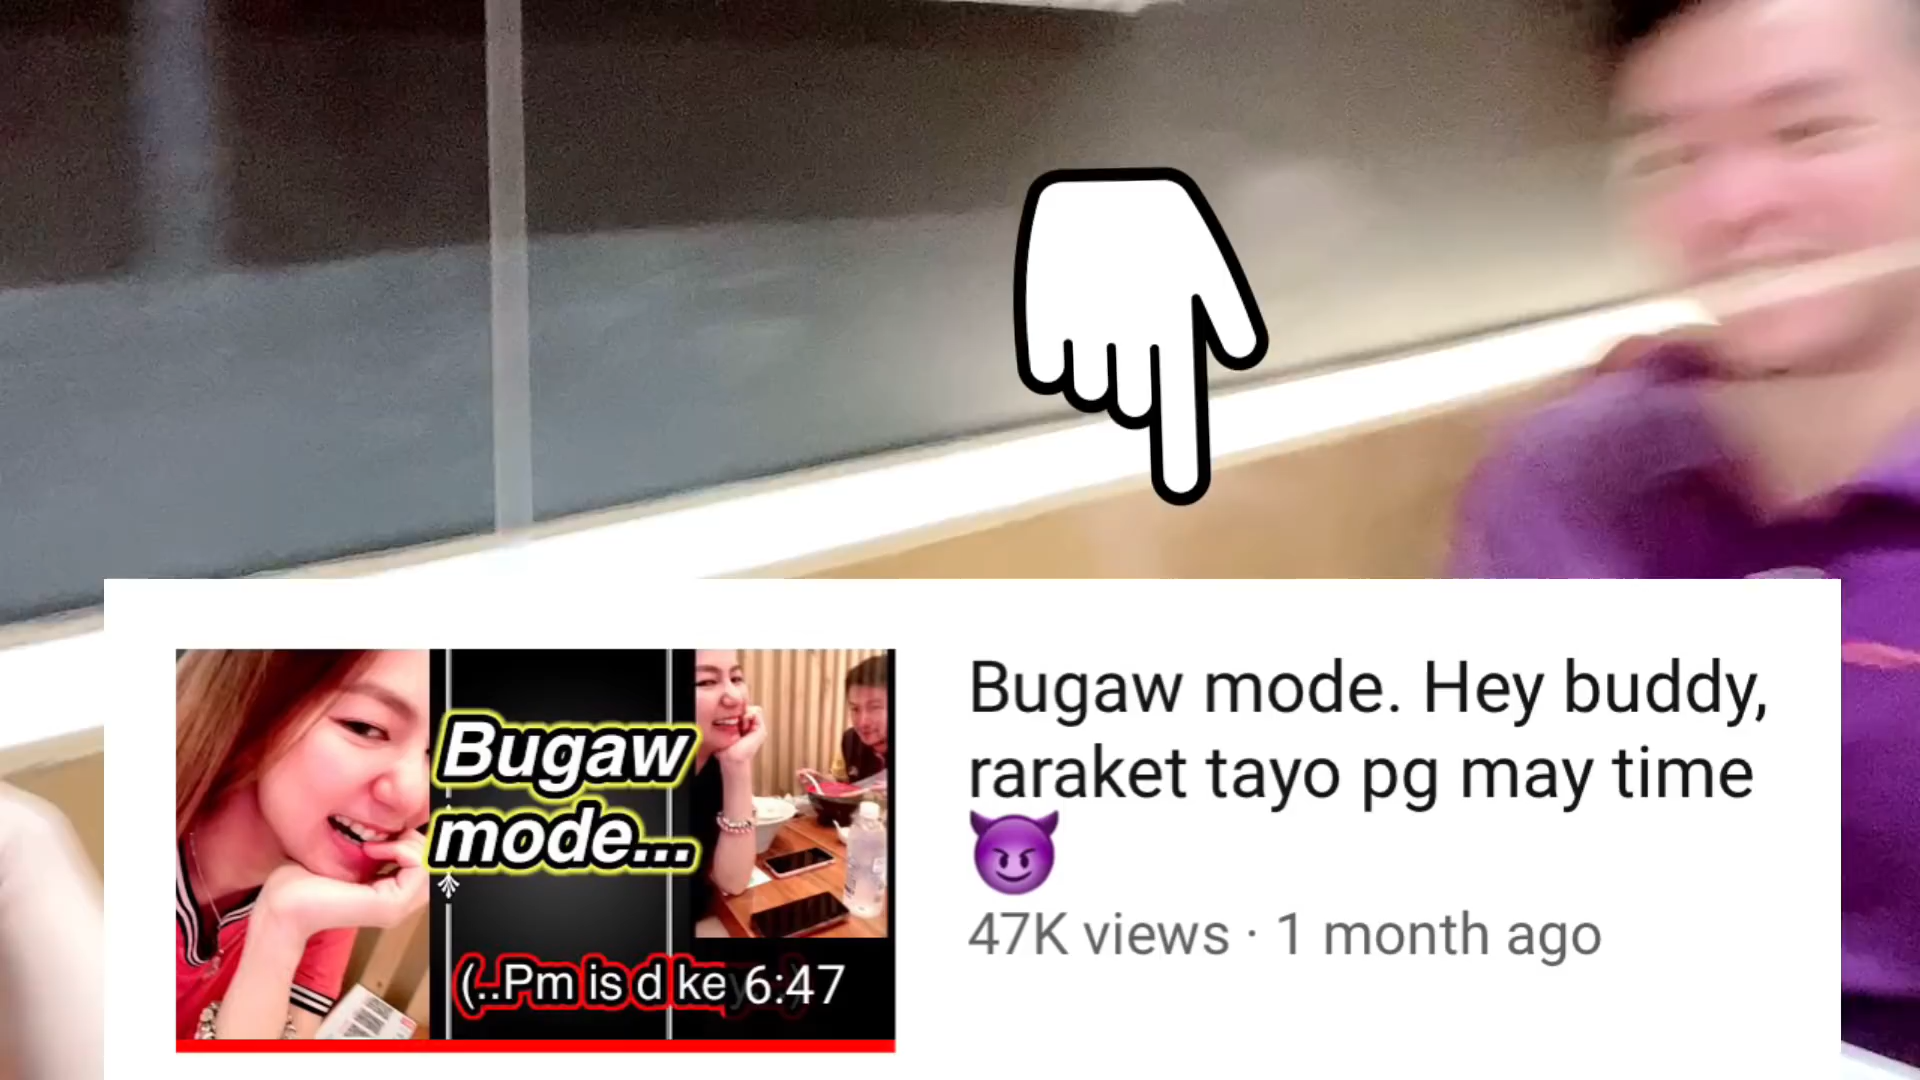 Bugaw
mode...
(..Pm is d ke
6:47
Bugaw mode. Hey buddy,
raraket tayo pg may time
😈
47K views · 1 month ago